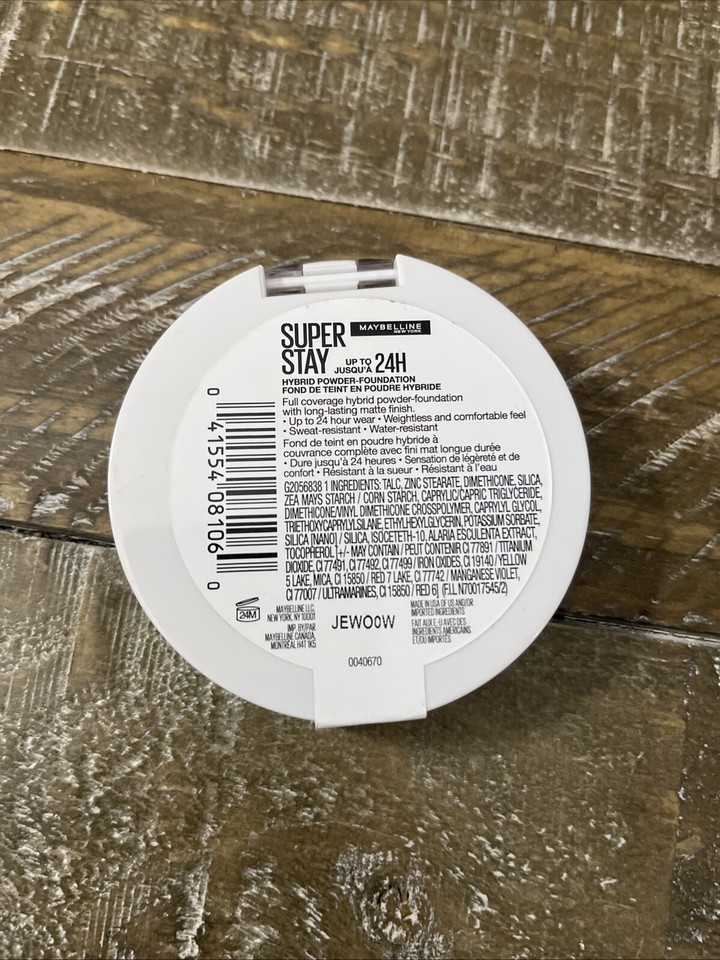 SUPER
STAY
MAYBELLINE
NEW YORK
UP TO
JUSQU'À
24H
HYBRID POWDER-FOUNDATION
FOND DE TEINT EN POUDRE HYBRIDE
Full coverage hybrid powder-foundation
with long-lasting matte finish.
• Up to 24 hour wear • Weightless and comfortable feel
• Sweat-resistant • Water-resistant
Fond de teint en poudre hybride à
couvrance complète avec fini mat longue durée
• Dure jusqu'à 24 heures • Sensation de légèreté et de
confort • Résistant à la sueur • Résistant à l'eau
G2056838 1 INGREDIENTS: TALC, ZINC STEARATE, DIMETHICONE, SILICA,
ZEA MAYS STARCH / CORN STARCH, CAPRYLIC/CAPRIC TRIGLYCERIDE,
DIMETHICONE/VINYL DIMETHICONE CROSSPOLYMER, CAPRYLYL GLYCOL,
TRIETHOXYCAPRYLYLSILANE, ETHYLHEXYLGLYCERIN, POTASSIUM SORBATE,
SILICA [NANO] / SILICA, ISOCETETH-10, ALARIA ESCULENTA EXTRACT,
TOCOPHEROL [+/- MAY CONTAIN / PEUT CONTENIR CI 77891 / TITANIUM
DIOXIDE, CI 77491, CI 77492, CI 77499 / IRON OXIDES, CI 19140 / YELLOW
5 LAKE, MICA, CI 15850 / RED 7 LAKE, CI 77742 / MANGANESE VIOLET,
CI 77007 / ULTRAMARINES, CI 15850 / RED 6] (F.I.L. N70017545/2)
0 41554 08106 0
24M
MAYBELLINE LLC,
NEW YORK, NY 10001
IMP. BY/PAR
MAYBELLINE CANADA,
MONTRÉAL H4T 1K5
JEWO0W
0040670
MADE IN USA OF US AND/OR
IMPORTED INGREDIENTS
FAIT AUX É.-U AVEC DES
INGRÉDIENTS AMÉRICAINS
ET/OU IMPORTÉS